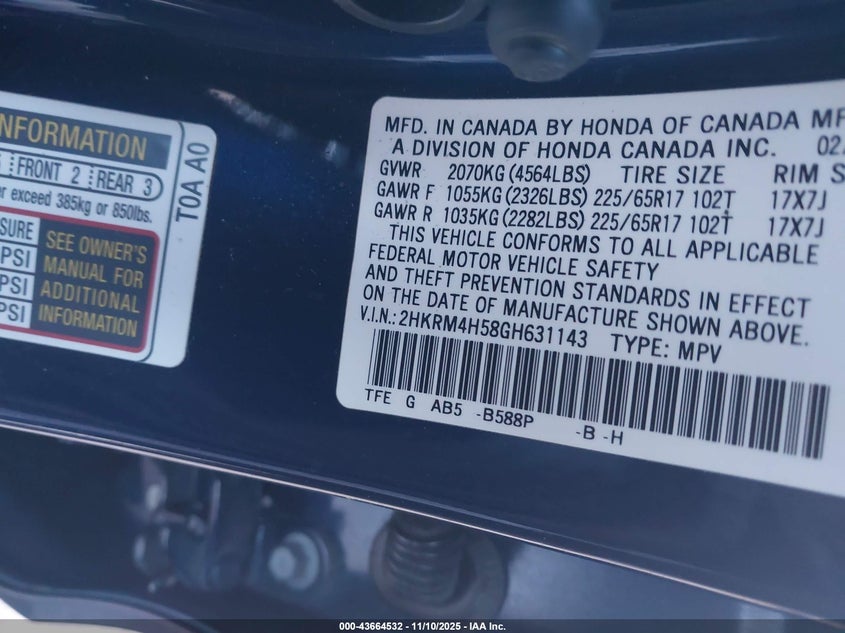 INFORMATION
FRONT 2 REAR 3
exceed 385kg or 850lbs.
PSI
PSI
PSI
SEE OWNER'S
MANUAL FOR
ADDITIONAL
INFORMATION
T0A A0
MFD. IN CANADA BY HONDA OF CANADA
A DIVISION OF HONDA CANADA INC. 02
GVWR 2070KG (4564LBS) TIRE SIZE RIM
GAWR F 1055KG (2326LBS) 225/65R17 102T 17X7J
GAWR R 1035KG (2282LBS) 225/65R17 102T 17X7J
THIS VEHICLE CONFORMS TO ALL APPLICABLE
FEDERAL MOTOR VEHICLE SAFETY
AND THEFT PREVENTION STANDARDS IN EFFECT
ON THE DATE OF MANUFACTURE SHOWN ABOVE.
V.I.N.: 2HKRM4H58GH631143 TYPE: MPV
TFE G AB5 -B588P -B -H
000-43664532 - 11/10/2025 - IAA Inc.